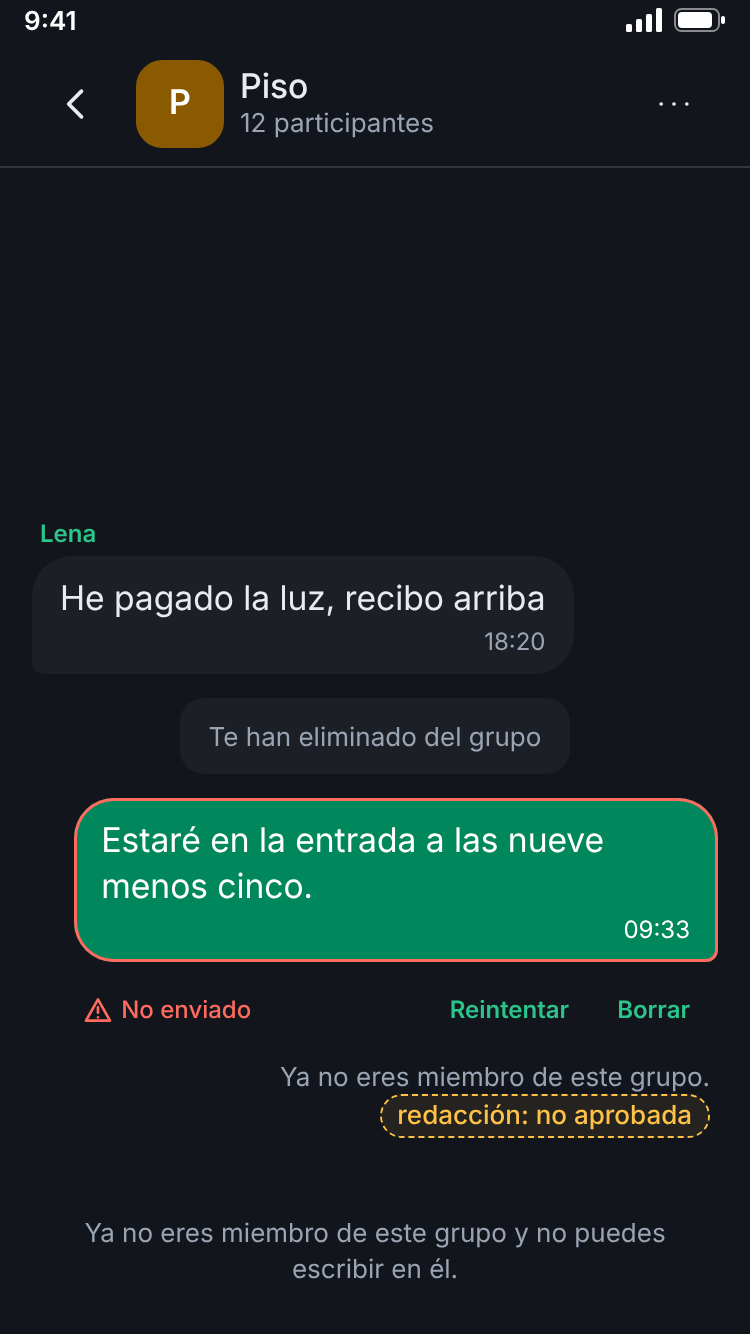 9:41
P
Piso
12 participantes
...
Lena
He pagado la luz, recibo arriba
18:20
Te han eliminado del grupo
Estaré en la entrada a las nueve
menos cinco.
09:33
No enviado
Reintentar
Borrar
Ya no eres miembro de este grupo.
redacción: no aprobada
Ya no eres miembro de este grupo y no puedes
escribir en él.